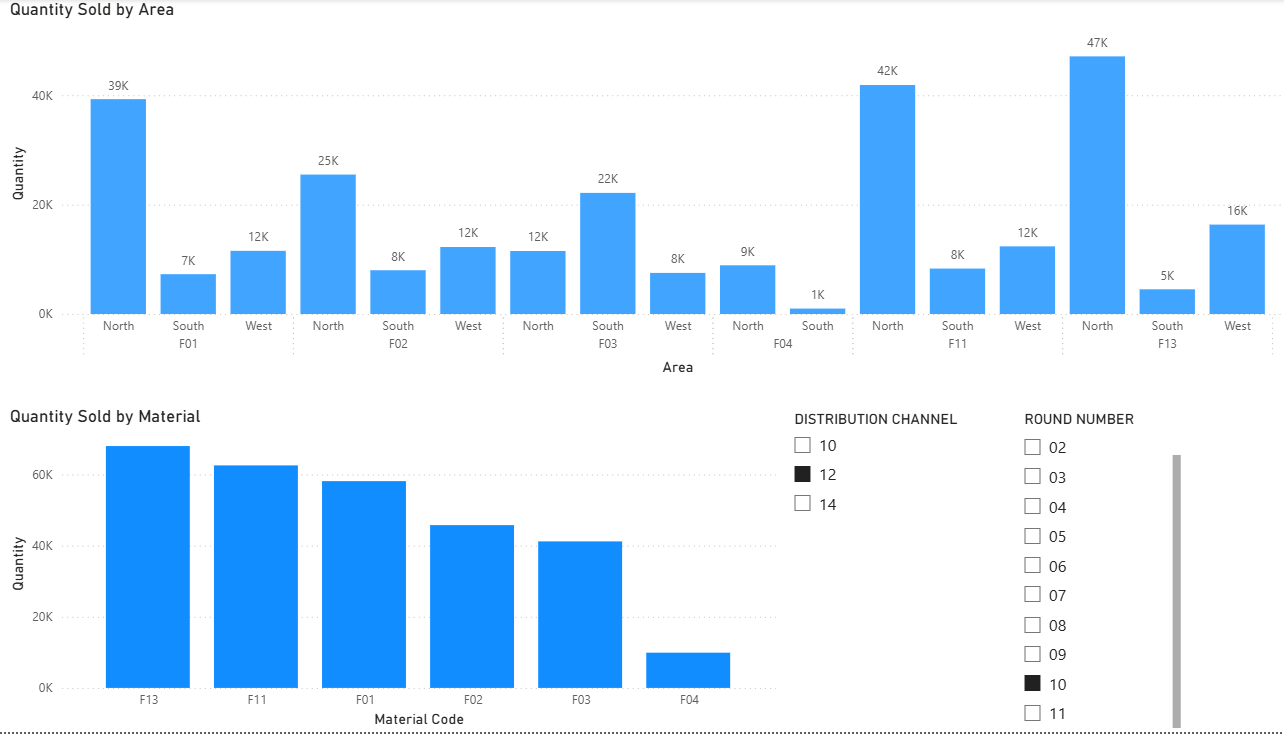 Quantity Sold by Area
47K
42K
39K
40K
25K
22K
20K
16K
12K
12K
12K
12K
9K
8K
8K
8K
7K
5K
1K
0K
Quantity
North South West North South West North South West North South North South West North South West
F01 F02 F03 F04 F11 F13
Area
Quantity Sold by Material
60K
40K
20K
0K
Quantity
F13 F11 F01 F02 F03 F04
Material Code
DISTRIBUTION CHANNEL
10
12
14
ROUND NUMBER
02
03
04
05
06
07
08
09
10
11